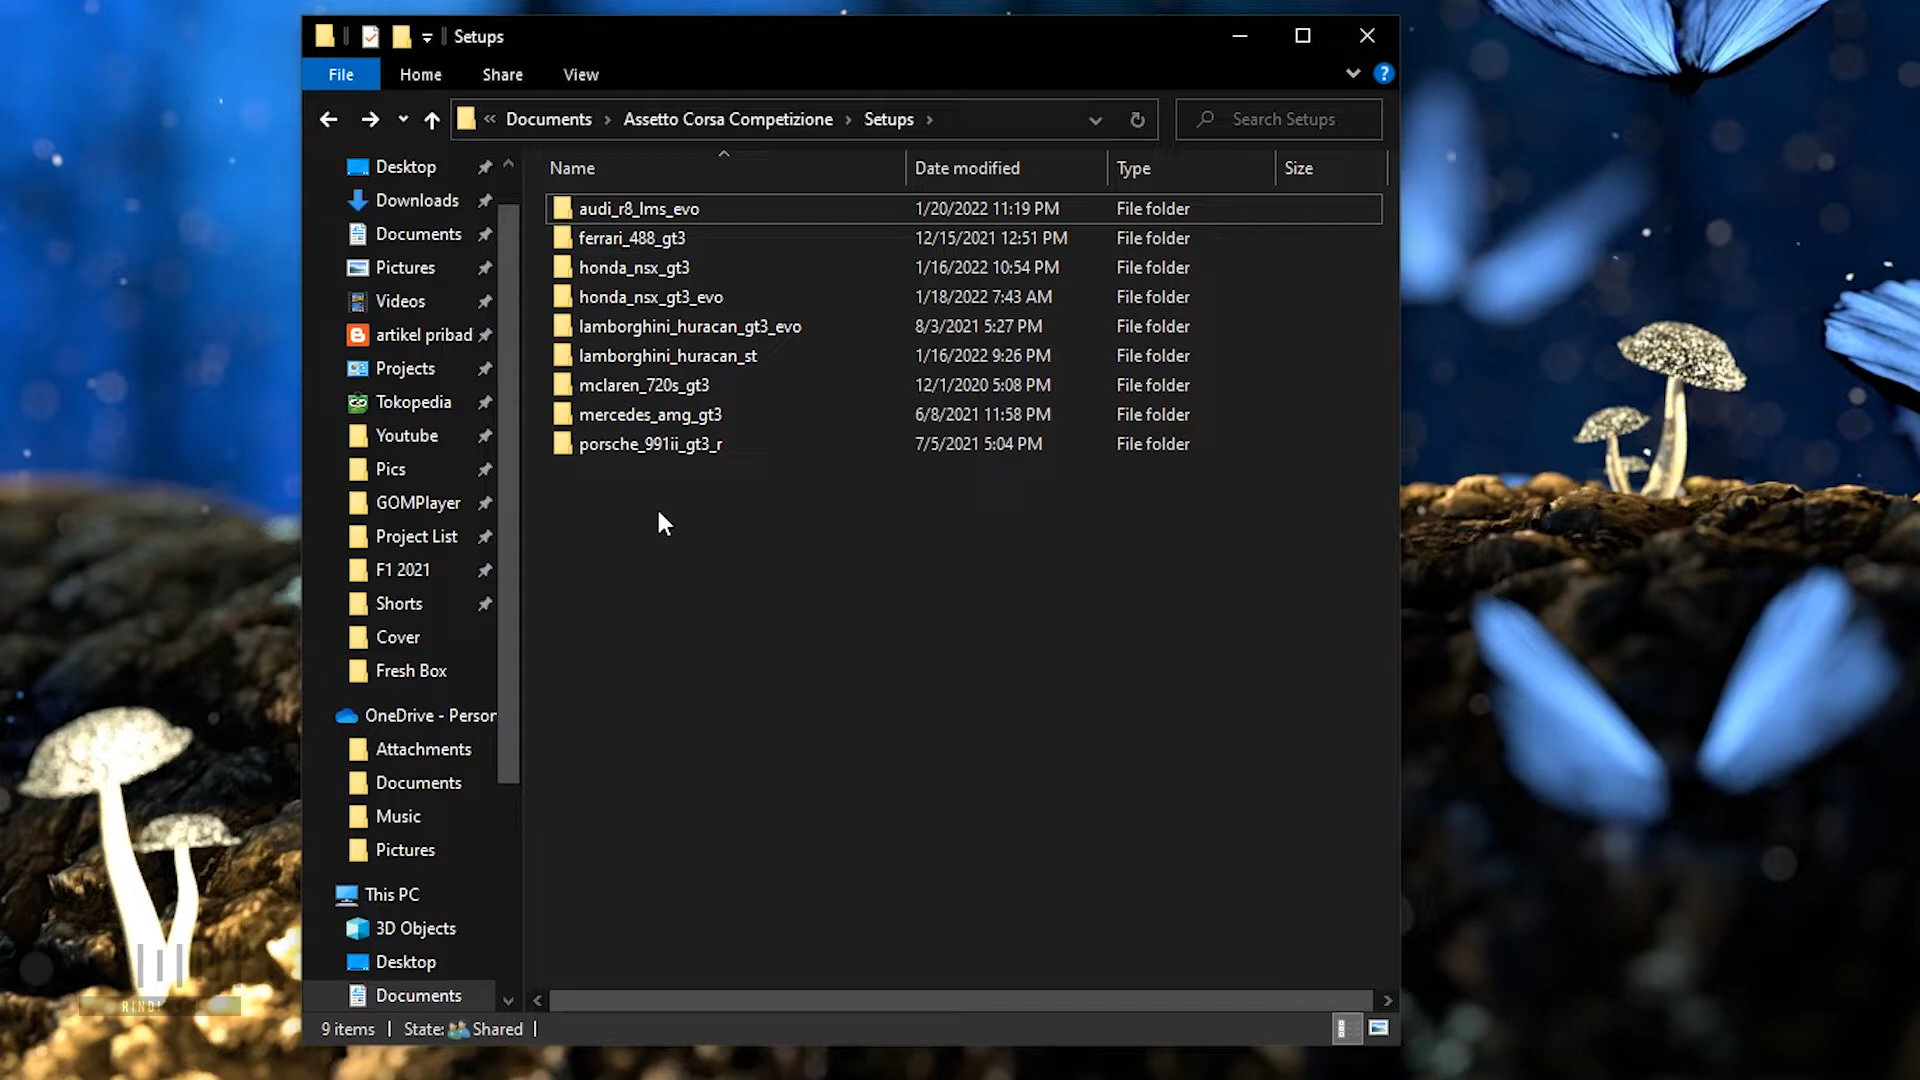 Setups
File Home Share View
« Documents > Assetto Corsa Competizione > Setups >
Search Setups
Desktop
Downloads
Documents
Pictures
Videos
artikel pribad
Projects
Tokopedia
Youtube
Pics
GOMPlayer
Project List
F1 2021
Shorts
Cover
Fresh Box
OneDrive - Person
Attachments
Documents
Music
Pictures
This PC
3D Objects
Desktop
Documents
Name Date modified Type Size
audi_r8_lms_evo 1/20/2022 11:19 PM File folder
ferrari_488_gt3 12/15/2021 12:51 PM File folder
honda_nsx_gt3 1/16/2022 10:54 PM File folder
honda_nsx_gt3_evo 1/18/2022 7:43 AM File folder
lamborghini_huracan_gt3_evo 8/3/2021 5:27 PM File folder
lamborghini_huracan_st 1/16/2022 9:26 PM File folder
mclaren_720s_gt3 12/1/2020 5:08 PM File folder
mercedes_amg_gt3 6/8/2021 11:58 PM File folder
porsche_991ii_gt3_r 7/5/2021 5:04 PM File folder
9 items State: Shared